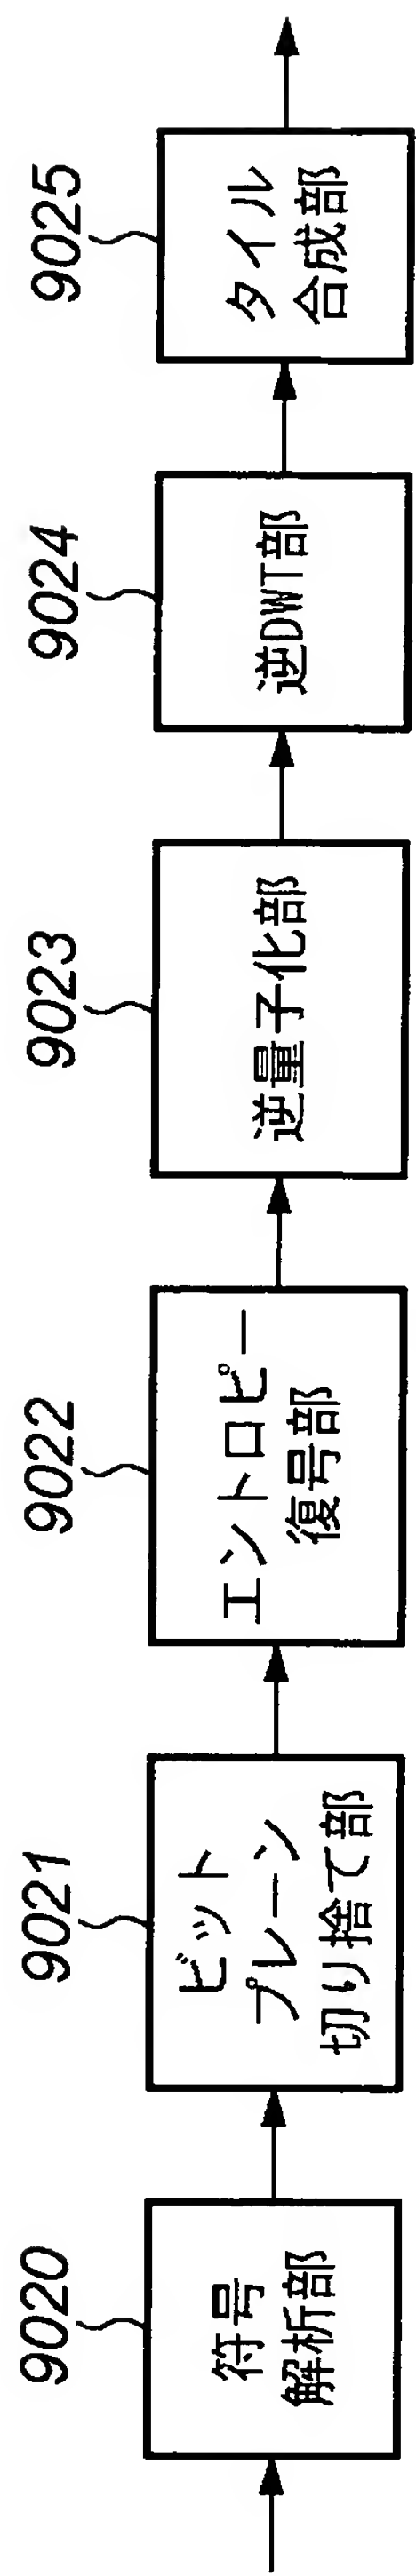 9020
符号
解析部
9021
ビット
プレーン
切り捨て部
9022
エントロピー
復号部
9023
逆量子化部
9024
逆DWT部
9025
タイル
合成部